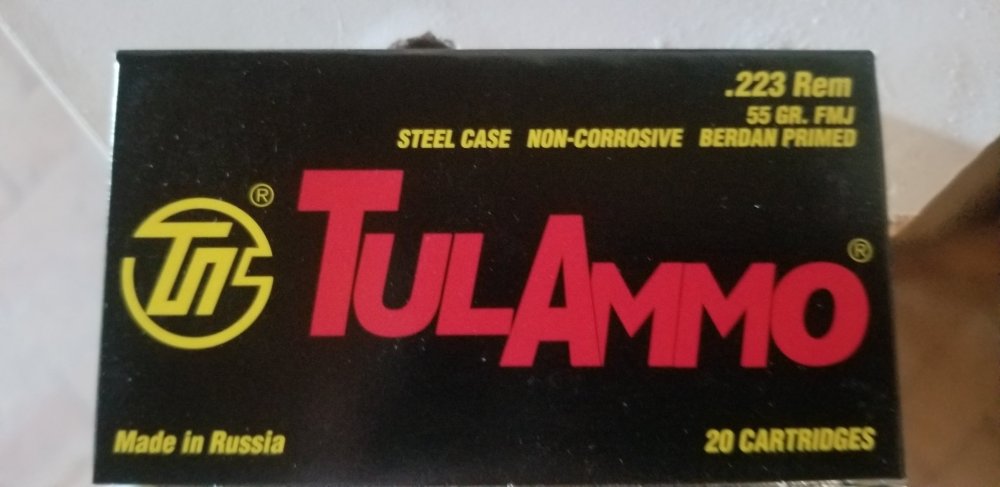 .223 Rem
55 GR. FMJ
STEEL CASE NON-CORROSIVE BERDAN PRIMED
®
TULAMMO®
Made in Russia
20 CARTRIDGES